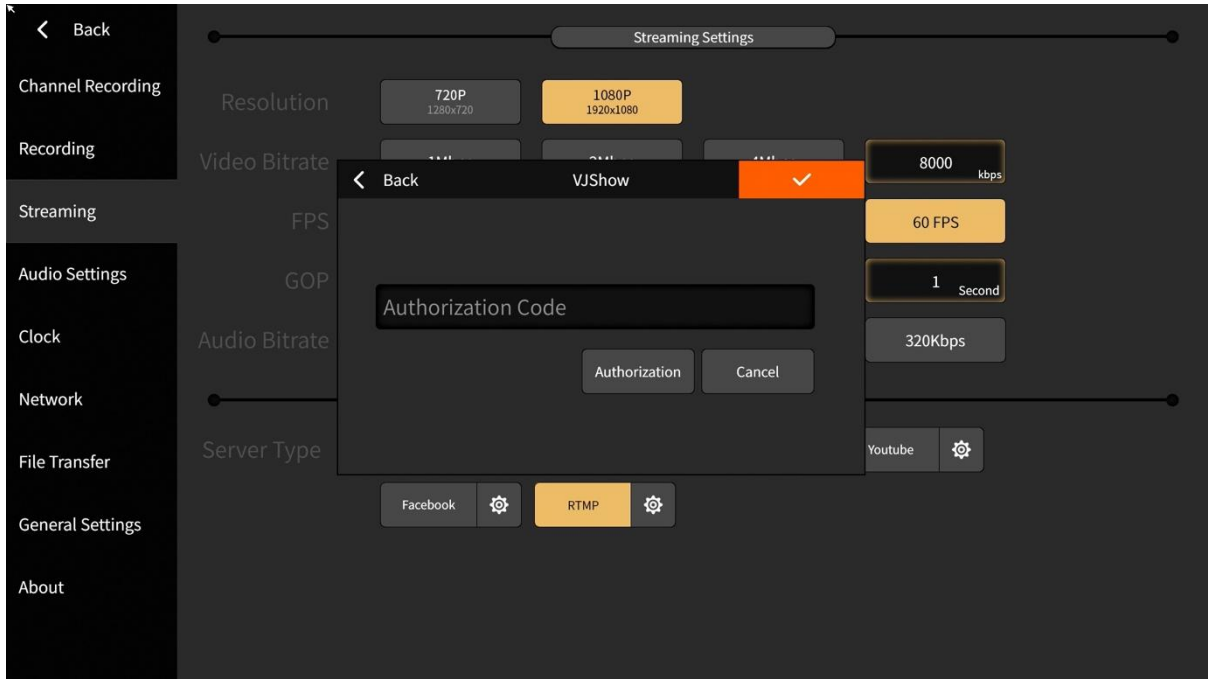 Back
Streaming Settings
Channel Recording
Resolution
720P
1280x720
1080P
1920x1080
Recording
Video Bitrate
8000
kbps
Back
VJShow
Streaming
FPS
60 FPS
Audio Settings
GOP
1
Second
Authorization Code
Clock
Audio Bitrate
320Kbps
Authorization
Cancel
Network
Server Type
Youtube
File Transfer
Facebook
RTMP
General Settings
About